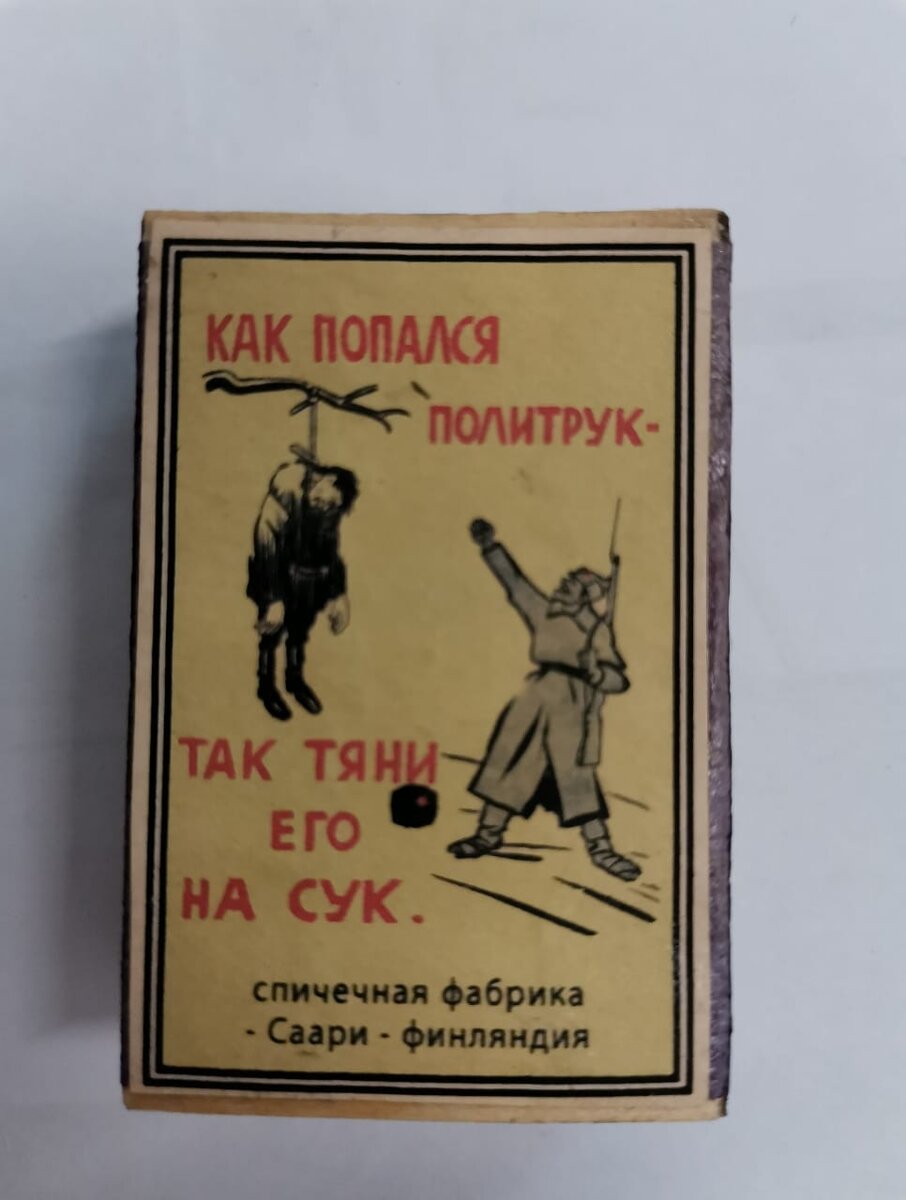 КАК ПОПАЛСЯ
ПОЛИТРУК-
ТАК ТЯНИ
ЕГО
НА СУК.
спичечная фабрика
- Саари - финляндия